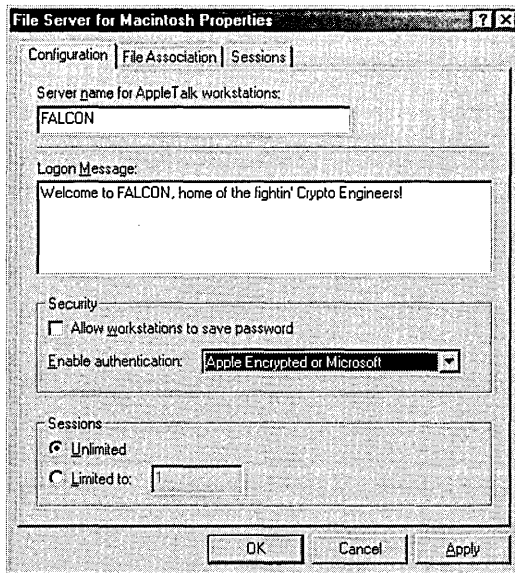 File Server for Macintosh Properties
Configuration File Association Sessions
Server name for AppleTalk workstations:
FALCON
Logon Message:
Welcome to FALCON, home of the fightin' Crypto Engineers!
Security
Allow workstations to save password
Enable authentication: Apple Encrypted or Microsoft
Sessions
Unlimited
Limited to: 1
OK Cancel Apply